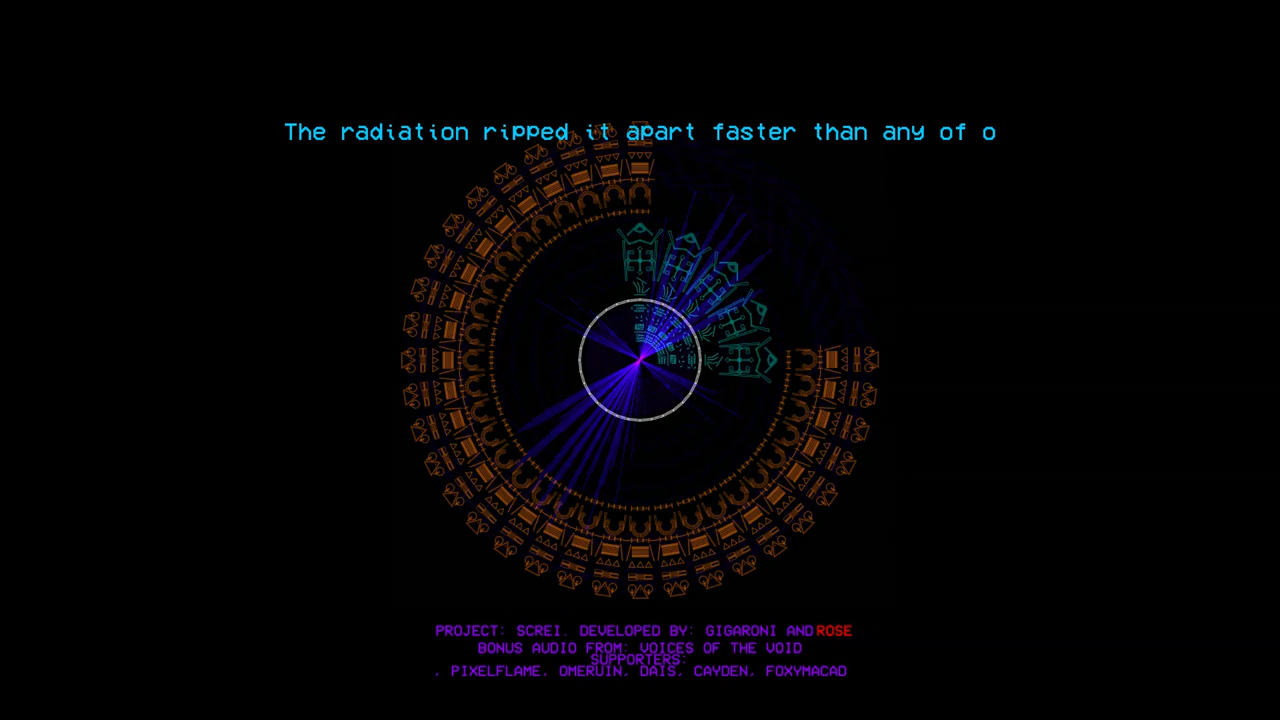 The radiation ripped it apart faster than any of o
PROJECT: SCREI. DEVELOPED BY: GIGARONI AND ROSE
BONUS AUDIO FROM: VOICES OF THE VOID
SUPPORTERS:
, PIXELFLAME, OMERUIN, DAIS, CAYDEN, FOXYMACAD